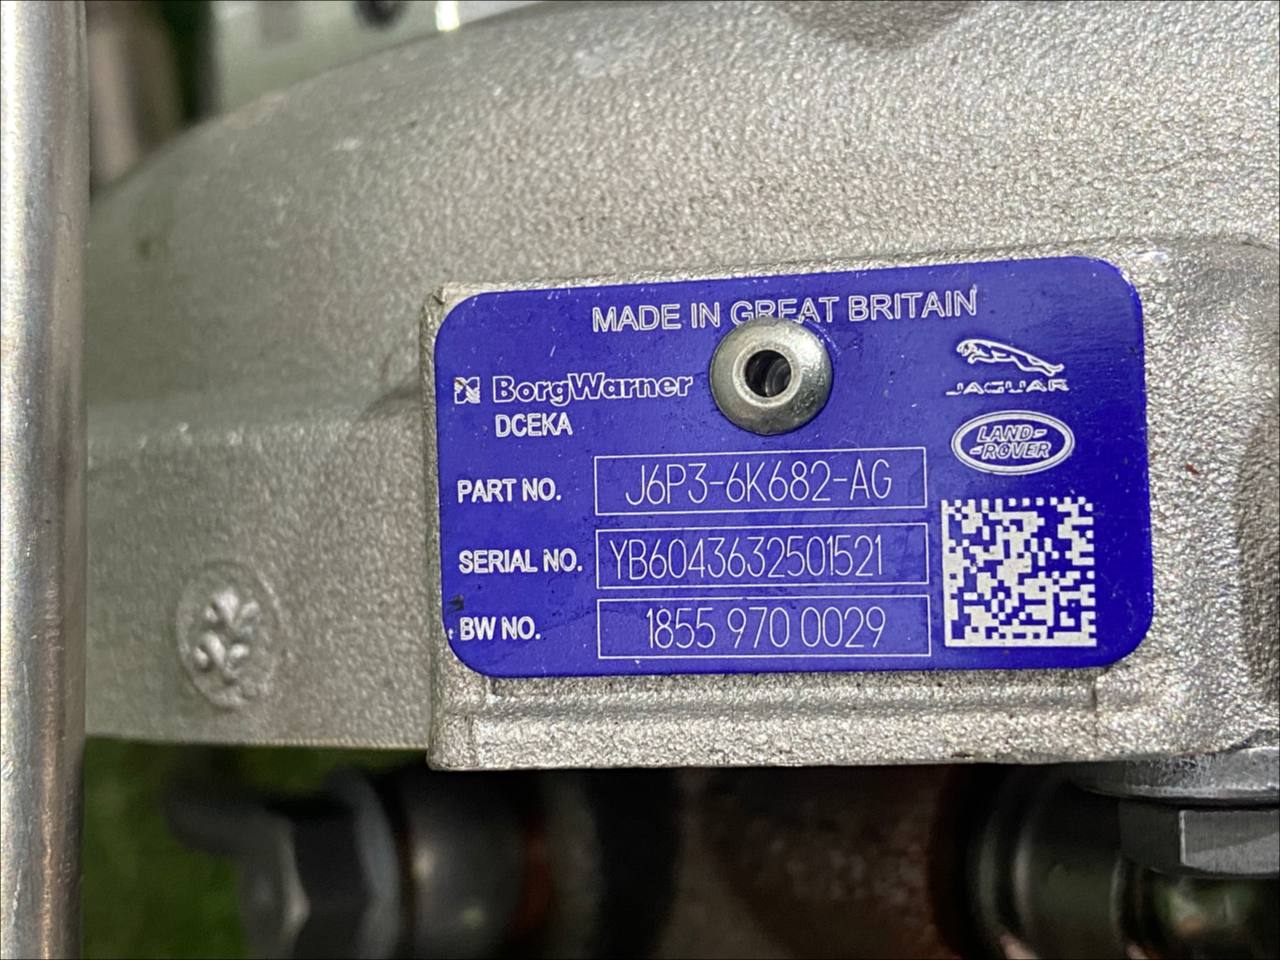 MADE IN GREAT BRITAIN
BorgWarner
DCEKA
JAGUAR
LAND-
-ROVER
PART NO. J6P3-6K682-AG
SERIAL NO. YB6043632501521
BW NO. 1855 970 0029